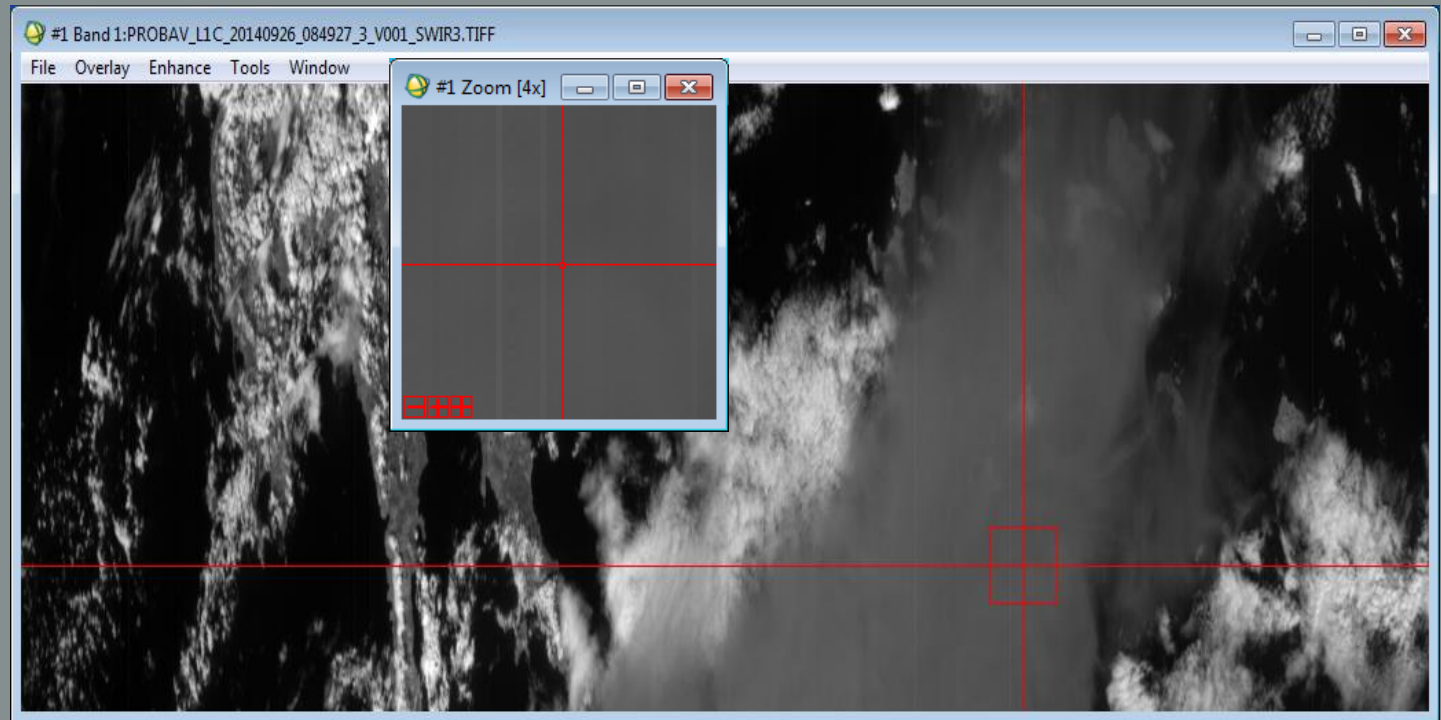 #1 Band 1:PROBAV_L1C_20140926_084927_3_V001_SWIR3.TIFF
File Overlay Enhance Tools Window
#1 Zoom [4x]